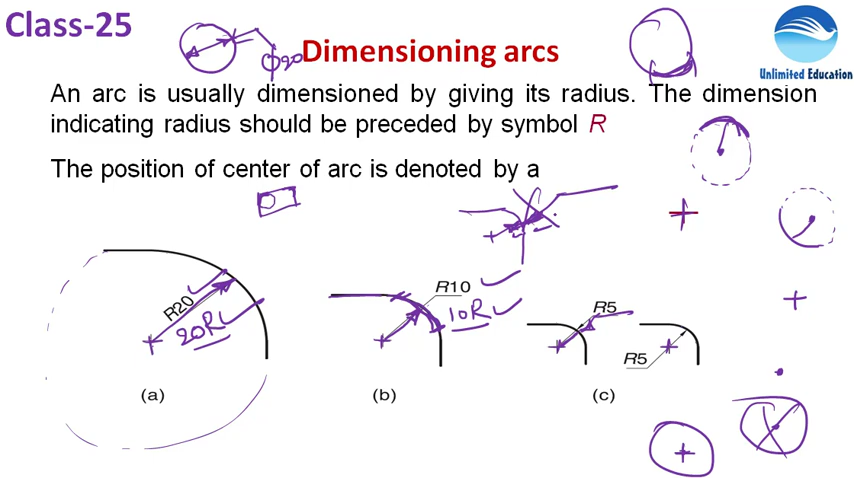 Class-25
Dimensioning arcs
Unlimited Education
An arc is usually dimensioned by giving its radius. The dimension
indicating radius should be preceded by symbol R
The position of center of arc is denoted by a
R20
20R
(a)
R10
10R
(b)
R5
R5
(c)